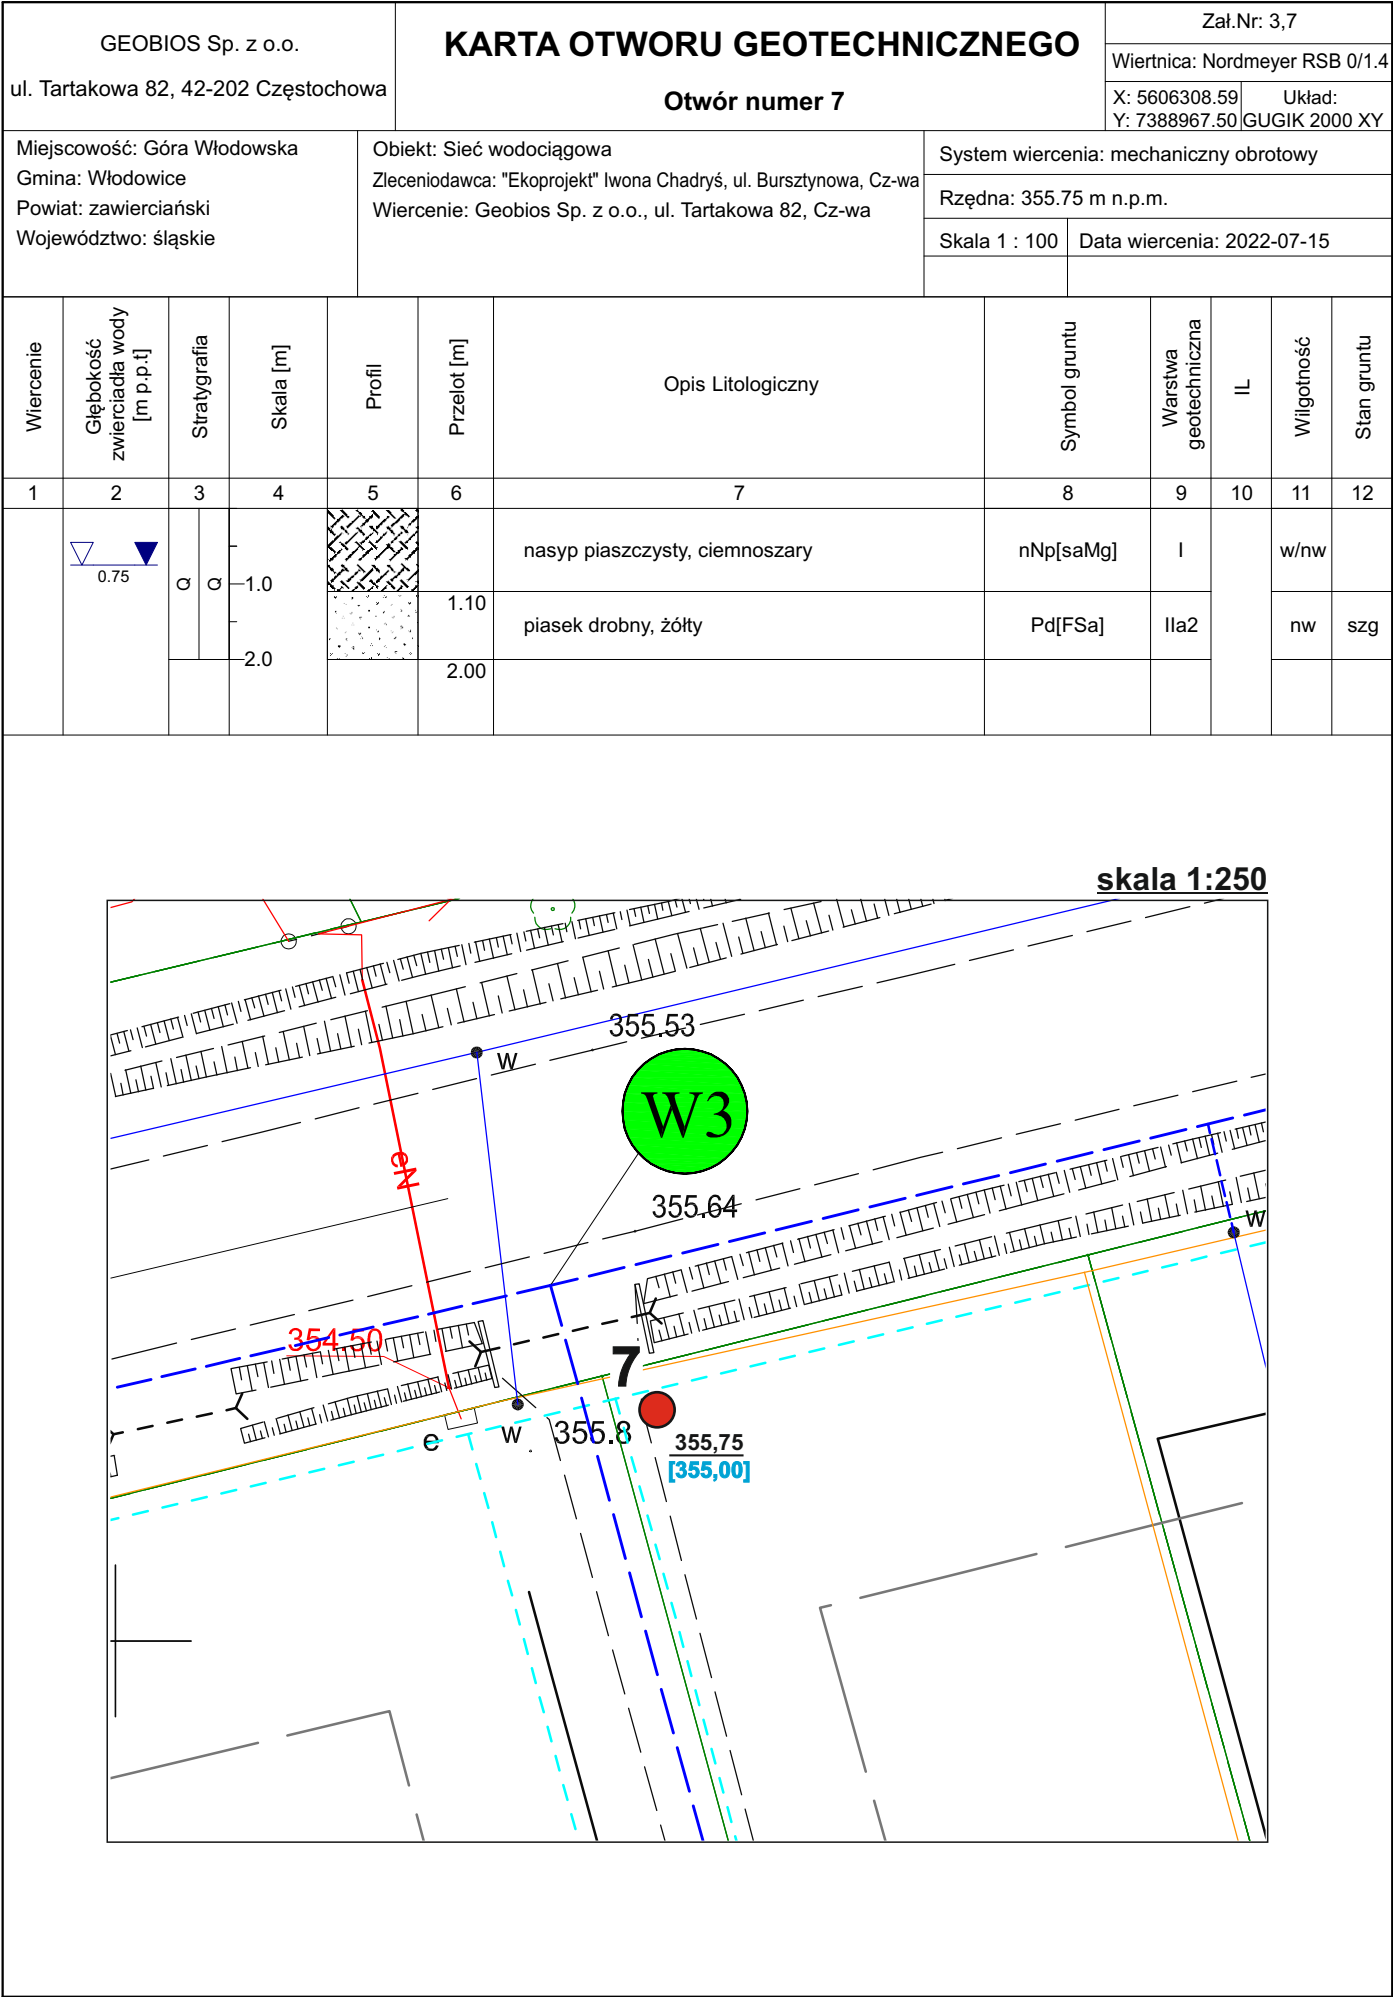 GEOBIOS Sp. z o.o.
ul. Tartakowa 82, 42-202 Częstochowa
KARTA OTWORU GEOTECHNICZNEGO
Otwór numer 7
Zał.Nr: 3,7
Wiertnica: Nordmeyer RSB 0/1.4
X: 5606308.59
Y: 7388967.50
Układ:
GUGIK 2000 XY
Miejscowość: Góra Włodowska
Gmina: Włodowice
Powiat: zawierciański
Województwo: śląskie
Obiekt: Sieć wodociągowa
Zleceniodawca: "Ekoprojekt" Iwona Chadryś, ul. Bursztynowa, Cz-wa
Wiercenie: Geobios Sp. z o.o., ul. Tartakowa 82, Cz-wa
System wiercenia: mechaniczny obrotowy
Rzędna: 355.75 m n.p.m.
Skala 1 : 100
Data wiercenia: 2022-07-15
Wiercenie
Głębokość
zwierciadła wody
[m p.p.t]
Stratygrafia
Skala [m]
Profil
Przelot [m]
Opis Litologiczny
Symbol gruntu
Warstwa
geotechniczna
IL
Wilgotność
Stan gruntu
1 2 3 4 5 6 7 8 9 10 11 12
0.75
Q Q
1.0
2.0
1.10
2.00
nasyp piaszczysty, ciemnoszary
nNp[saMg]
I
w/nw
piasek drobny, żółty
Pd[FSa]
IIa2
nw
szg
skala 1:250
355.53
w
W3
eN
355.64
w
354.50
7
e
w
355.8
355,75
[355,00]